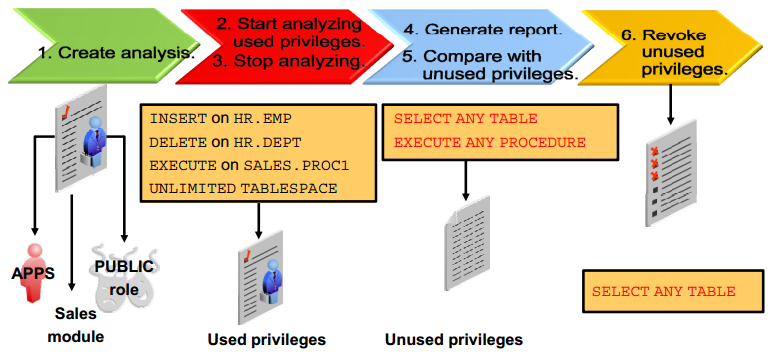 1. Create analysis.
2. Start analyzing
used privileges.
3. Stop analyzing.
4. Generate report.
5. Compare with
unused privileges.
6. Revoke
unused
privileges.
INSERT on HR.EMP
DELETE on HR.DEPT
EXECUTE on SALES.PROC1
UNLIMITED TABLESPACE
SELECT ANY TABLE
EXECUTE ANY PROCEDURE
APPS
PUBLIC
role
Sales
module
Used privileges
Unused privileges
SELECT ANY TABLE